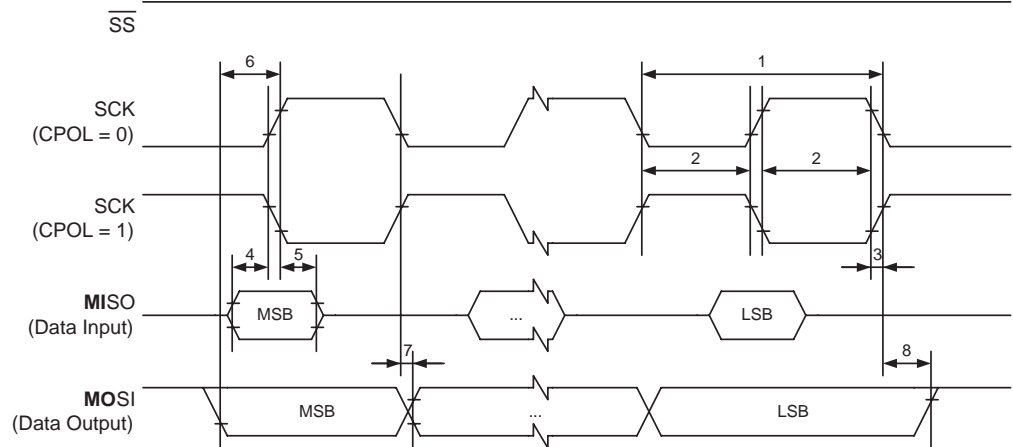 SS
6
1
SCK
(CPOL = 0)
2
2
SCK
(CPOL = 1)
4
5
3
MISO
(Data Input)
MSB
...
LSB
7
8
MOSI
(Data Output)
MSB
...
LSB